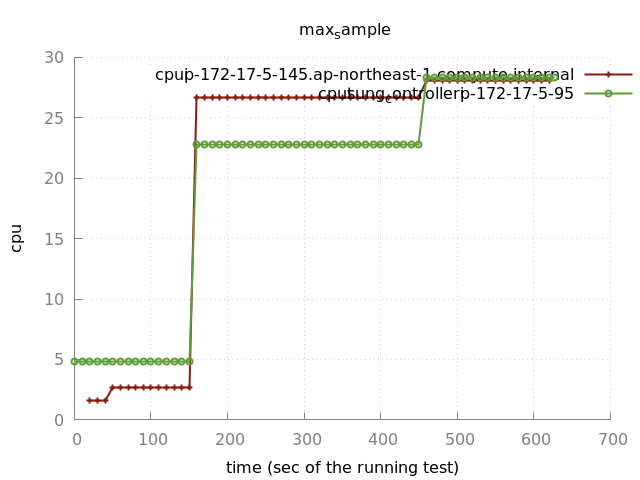 maxsample
30
cpuip-172-17-5-145.ap-northeast-1.compute.internal
cputsung_controllerip-172-17-5-95
25
20
15
10
5
0
cpu
0 100 200 300 400 500 600 700
time (sec of the running test)